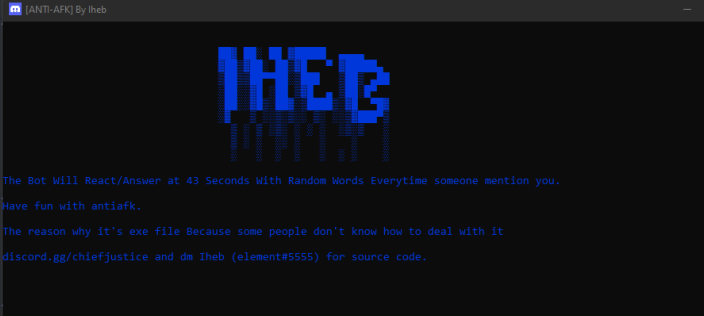 [ANTI-AFK] By Iheb
IHEB
The Bot Will React/Answer at 43 Seconds With Random Words Everytime someone mention you.
Have fun with antiafk.
The reason why it's exe file Because some people don't know how to deal with it
discord.gg/chiefjustice and dm Iheb (element#5555) for source code.